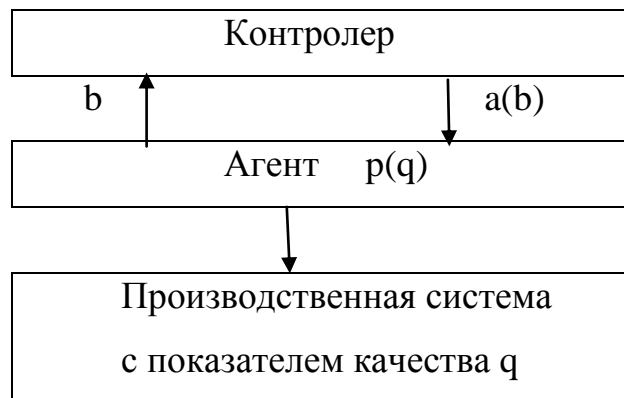 Контролер
b a(b)
Агент p(q)
Производственная система
с показателем качества q